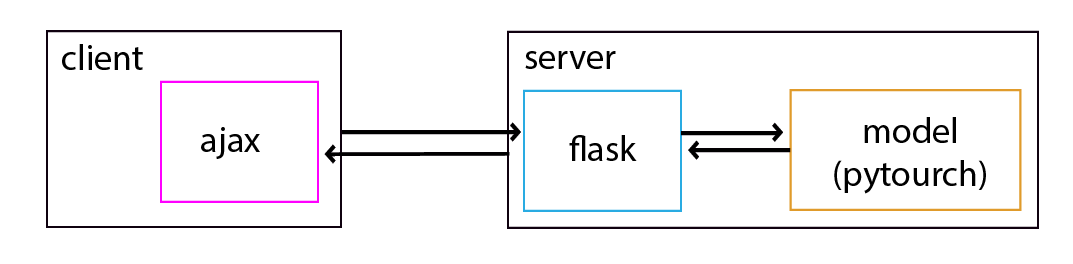 client
ajax
server
flask
model
(pytourch)